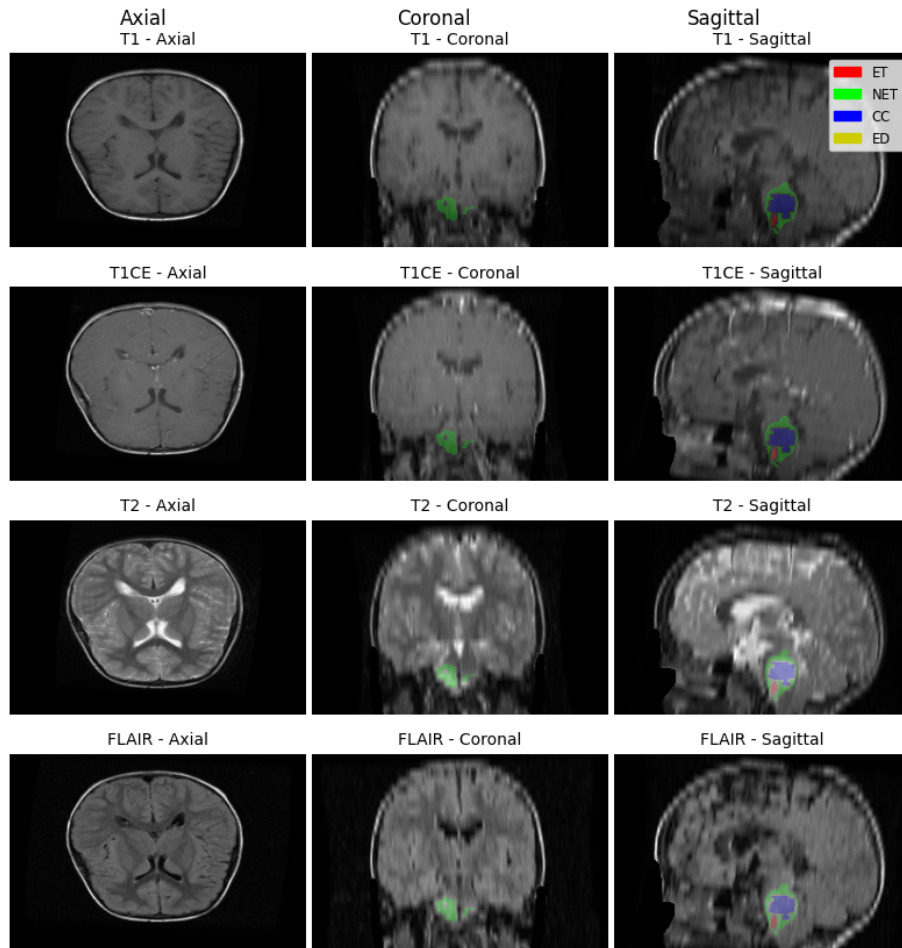 Axial Coronal Sagittal
T1 - Axial T1 - Coronal T1 - Sagittal
ET
NET
CC
ED
T1CE - Axial T1CE - Coronal T1CE - Sagittal
T2 - Axial T2 - Coronal T2 - Sagittal
FLAIR - Axial FLAIR - Coronal FLAIR - Sagittal